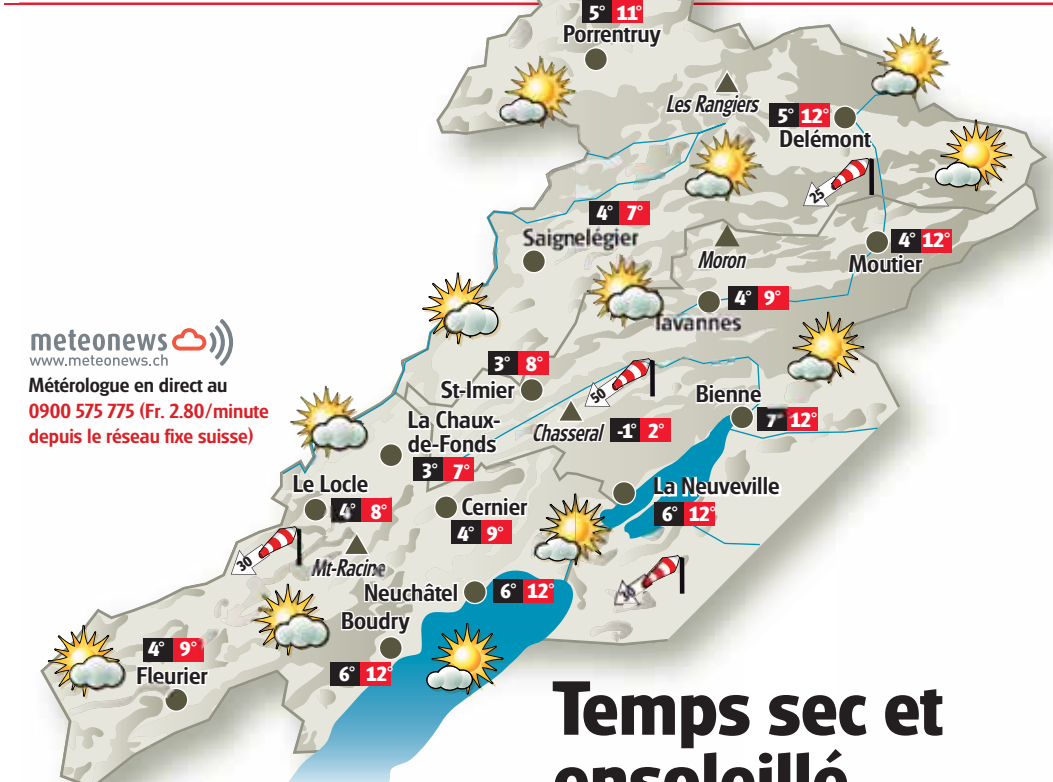 5° 11°
Porrentruy
Les Rangiers
5° 12°
Delémont
25
4° 7°
Saignelégier
Moron
4° 12°
Moutier
4° 9°
Tavannes
meteonews
www.meteonews.ch
Météorologue en direct au
0900 575 775 (Fr. 2.80/minute
depuis le réseau fixe suisse)
3° 8°
St-Imier
50
Bienne
7° 12°
Chasseral -1° 2°
La Chaux-
de-Fonds
3° 7°
Le Locle
4° 8°
Cernier
4° 9°
La Neuveville
6° 12°
30
Mt-Racine
30
Neuchâtel 6° 12°
Boudry
6° 12°
4° 9°
Fleurier
Temps sec et
ensoleillé